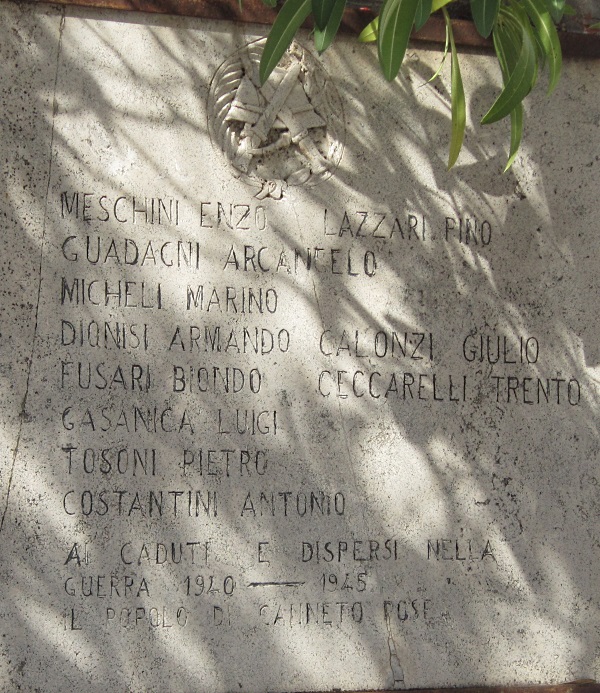 MESCHINI ENZO LAZZARI PINO
GUADAGNI ARCANGELO
MICHELI MARINO
DIONISI ARMANDO CALONZI GIULIO
FUSARI BIONDO CECCARELLI TRENTO
GASANICA LUIGI
TOSONI PIETRO
COSTANTINI ANTONIO
AI CADUTI E DISPERSI NELLA
GUERRA 1940 — 1945
IL POPOLO DI CANNETO POSE